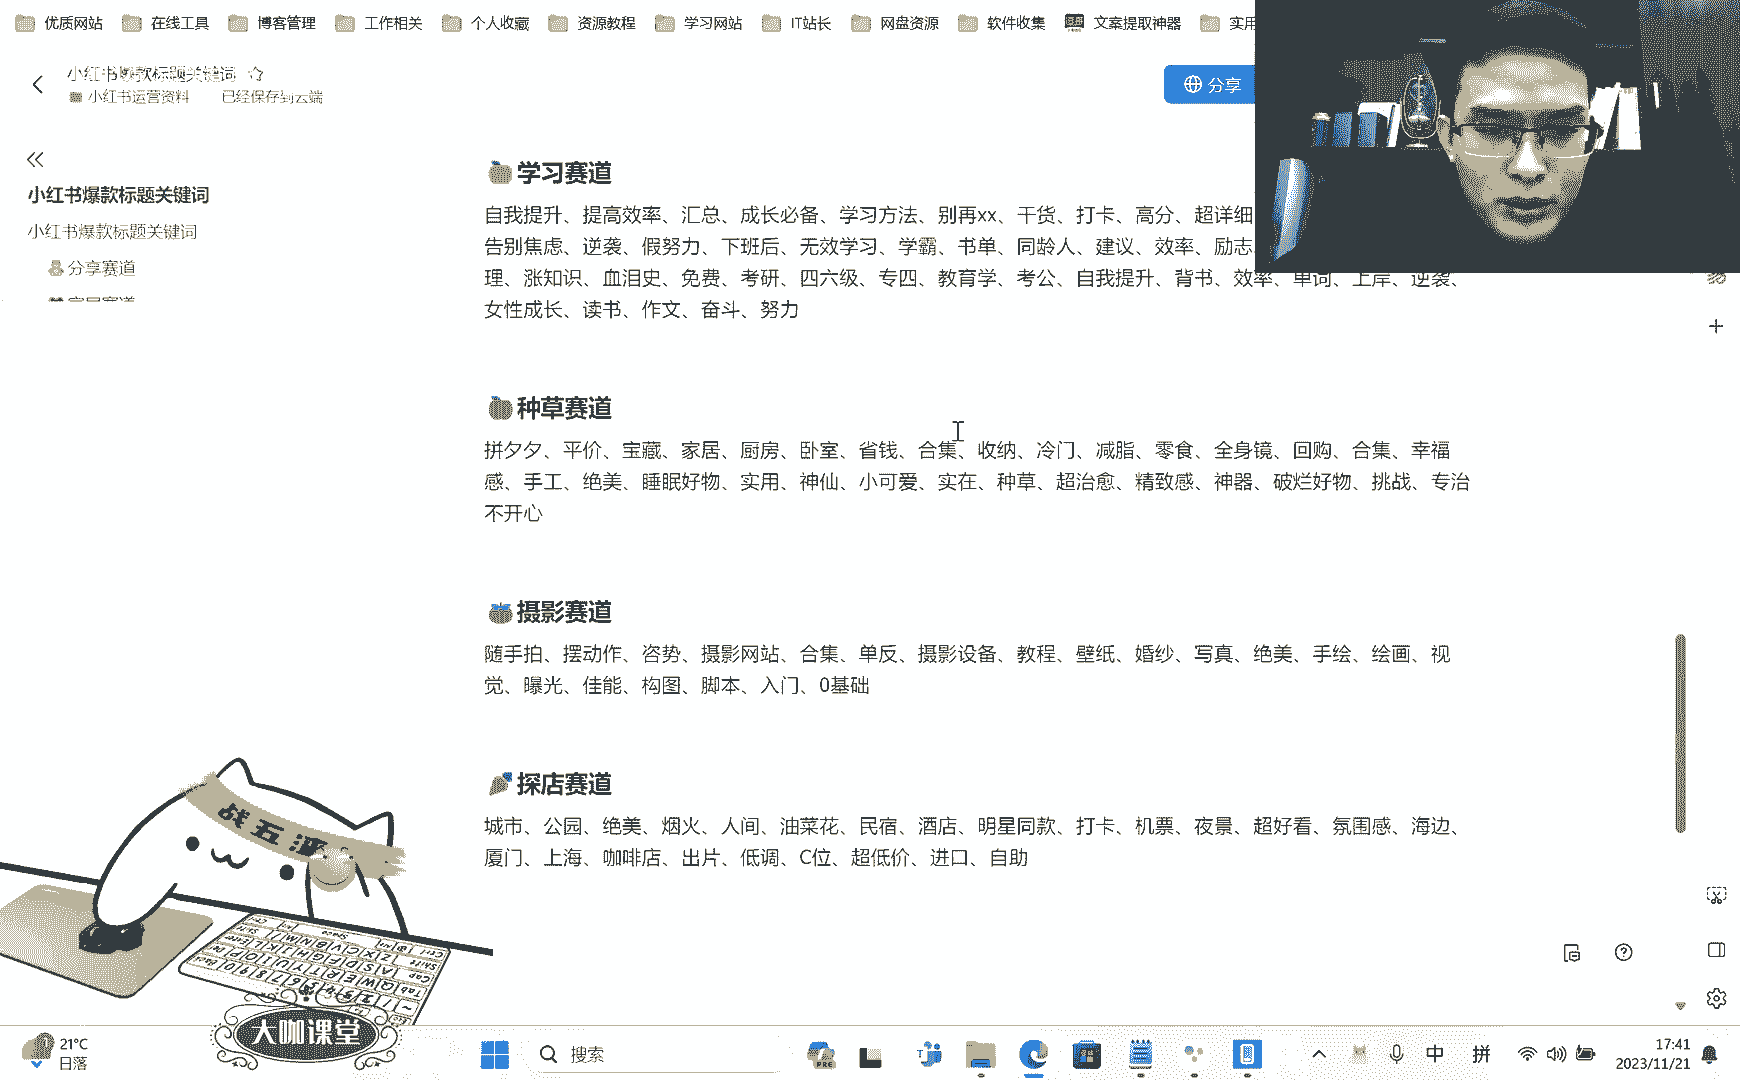 优质网站 在线工具 博客管理 工作相关 个人收藏 资源教程 学习网站 IT站长 网盘资源 软件收集 文案提取神器 实用
小红书爆款标题关键词
小红书运营资料 已经保存到云端
分享
小红书爆款标题关键词
小红书爆款标题关键词
分享赛道
学习赛道
自我提升、提高效率、汇总、成长必备、学习方法、别再xx、干货、打卡、高分、超详细
告别焦虑、逆袭、假努力、下班后、无效学习、学霸、书单、同龄人、建议、效率、励志、
理、涨知识、血泪史、免费、考研、四六级、专四、教育学、考公、自我提升、背书、效率、单词、上岸、逆袭、
女性成长、读书、作文、奋斗、努力
种草赛道
拼夕夕、平价、宝藏、家居、厨房、卧室、省钱、合集、收纳、冷门、减脂、零食、全身镜、回购、合集、幸福
感、手工、绝美、睡眠好物、实用、神仙、小可爱、实在、种草、超治愈、精致感、神器、破烂好物、挑战、专治
不开心
摄影赛道
随手拍、摆动作、咨势、摄影网站、合集、单反、摄影设备、教程、壁纸、婚纱、写真、绝美、手绘、绘画、视
觉、曝光、佳能、构图、脚本、入门、0基础
探店赛道
城市、公园、绝美、烟火、人间、油菜花、民宿、酒店、明星同款、打卡、机票、夜景、超好看、氛围感、海边、
厦门、上海、咖啡店、出片、低调、C位、超低价、进口、自助
战五渣
大咖课堂
21°C
日落
搜索
PRE
中 拼
17:41
2023/11/21